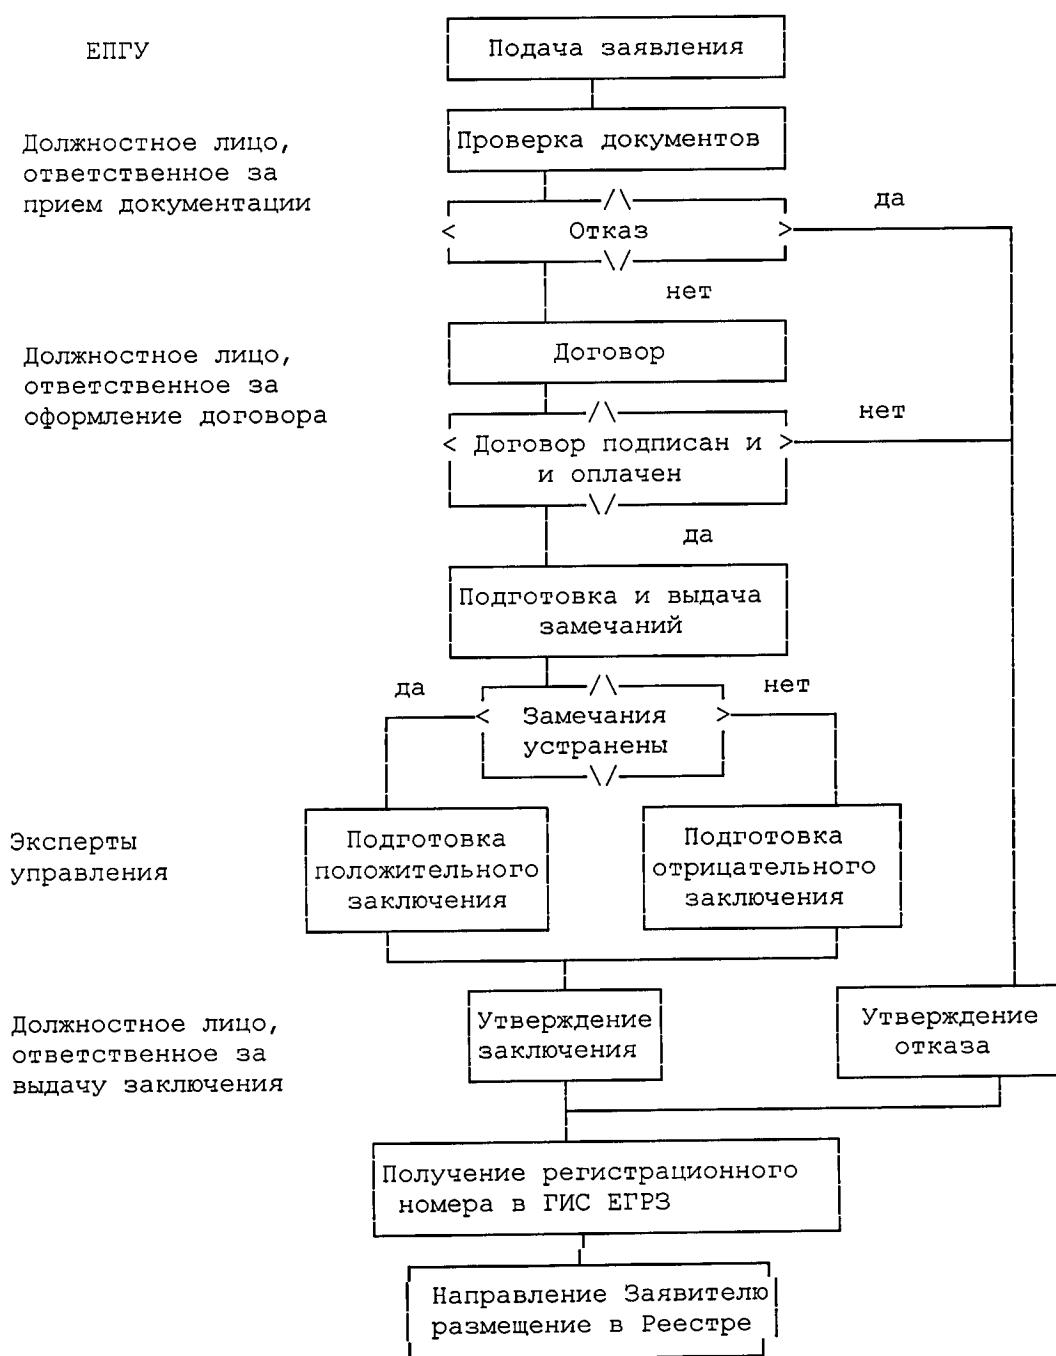 ЕПГУ
Подача заявления
Должностное лицо,
ответственное за
прием документации
Проверка документов
да
Отказ
нет
Должностное лицо,
ответственное за
оформление договора
Договор
нет
Договор подписан и
и оплачен
да
Подготовка и выдача
замечаний
да
нет
Замечания
устранены
Эксперты
управления
Подготовка
положительного
заключения
Подготовка
отрицательного
заключения
Должностное лицо,
ответственное за
выдачу заключения
Утверждение
заключения
Утверждение
отказа
Получение регистрационного
номера в ГИС ЕГРЗ
Направление Заявителю
размещение в Реестре